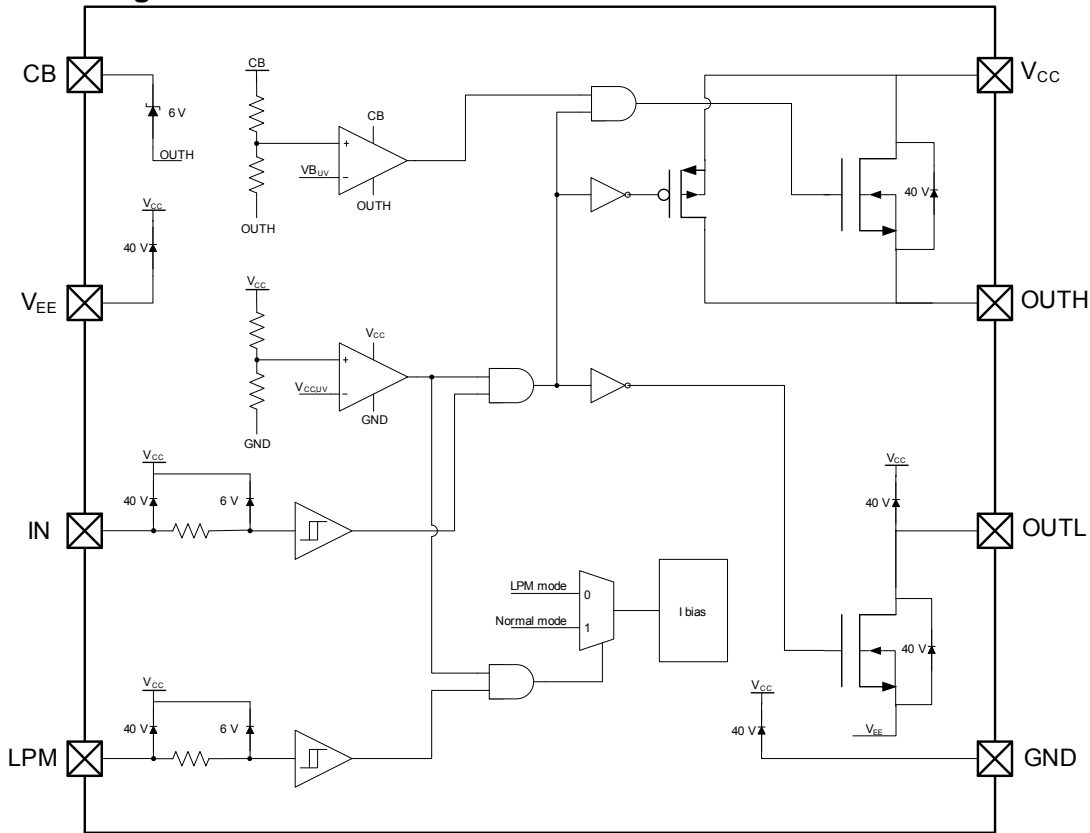 CB
6 V
OUTH
CB
CB
VB_UV
+
−
OUTH
OUTH
V_CC
40 V
V_CC
40 V
OUTH
V_EE
V_CC
V_CC
V_CC,UV
+
−
GND
GND
V_CC
40 V
6 V
IN
V_CC
40 V
OUTL
LPM mode
0
Normal mode
1
I bias
40 V
V_EE
V_CC
40 V
6 V
LPM
V_CC
40 V
GND